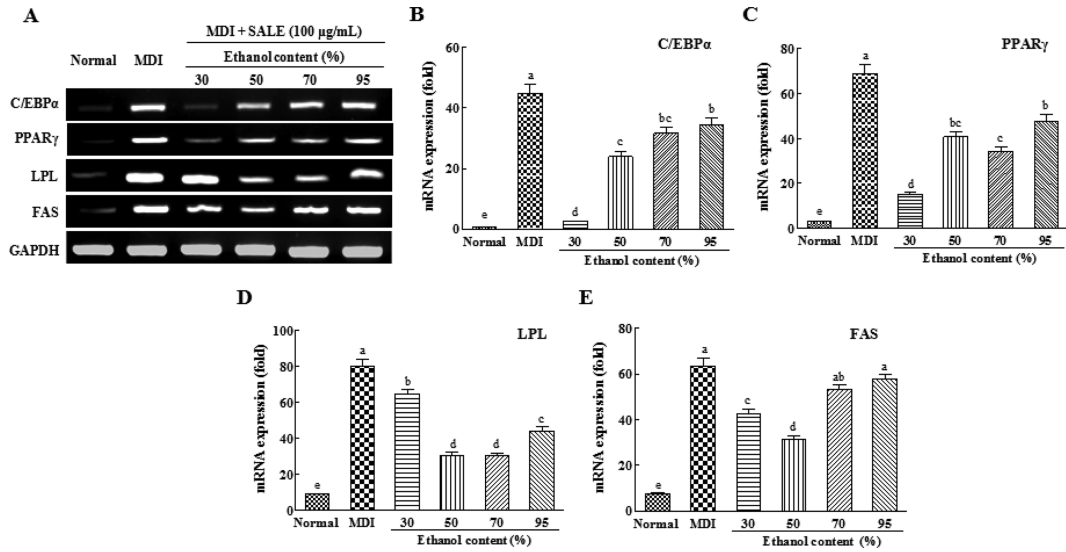 A
MDI + SALE (100 μg/mL)
Normal MDI Ethanol content (%)
30 50 70 95
C/EBPα
PPARγ
LPL
FAS
GAPDH
B
C/EBPα
mRNA expression (fold)
60
40
20
0
e a d c bc b
Normal MDI 30 50 70 95
Ethanol content (%)
C
PPARγ
mRNA expression (fold)
80
60
40
20
0
e a d bc c b
Normal MDI 30 50 70 95
Ethanol content (%)
D
LPL
mRNA expression (fold)
100
80
60
40
20
0
e a b d d c
Normal MDI 30 50 70 95
Ethanol content (%)
E
FAS
mRNA expression (fold)
80
60
40
20
0
e a c d ab a
Normal MDI 30 50 70 95
Ethanol content (%)